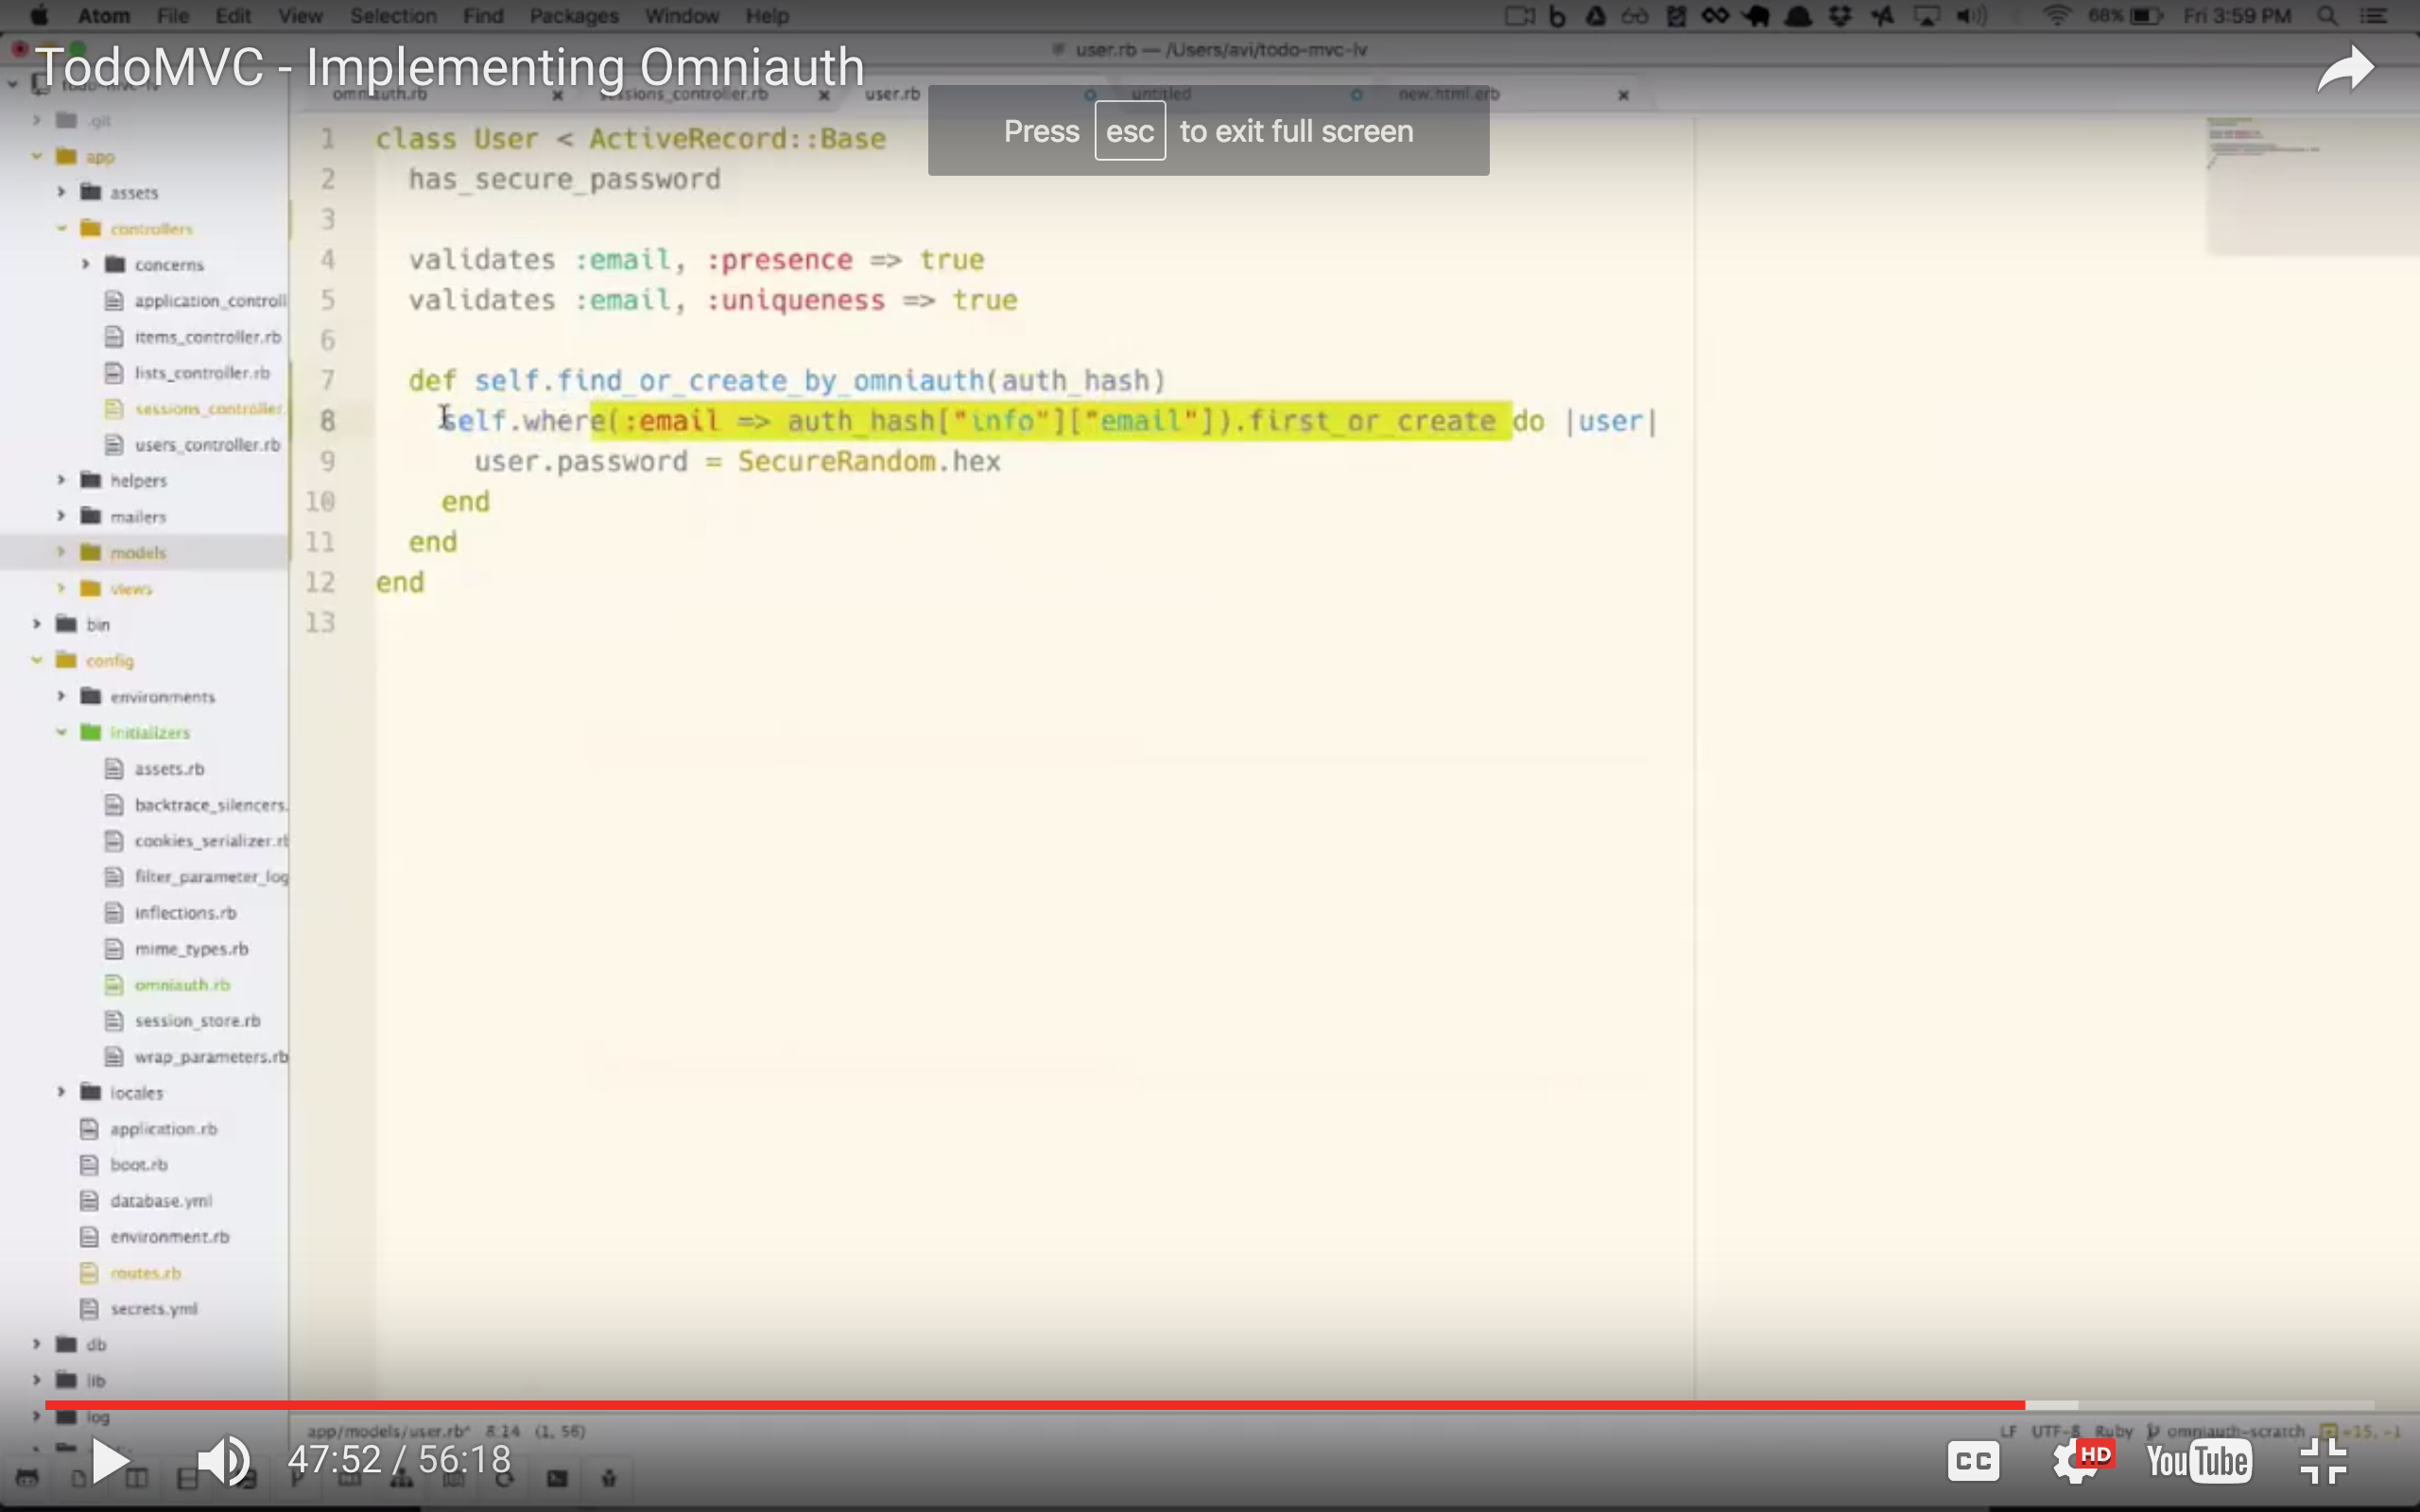 Atom File Edit View Selection Find Packages Window Help 68% Fri 3:59 PM
user.rb — /Users/avi/todo-mvc-lv
TodoMVC - Implementing Omniauth
todo-mvc-lv
omniauth.rb sessions_controller.rb user.rb untitled new.html.erb
Press esc to exit full screen
.git
app
assets
controllers
concerns
application_controll
items_controller.rb
lists_controller.rb
sessions_controller.
users_controller.rb
helpers
mailers
models
views
bin
config
environments
initializers
assets.rb
backtrace_silencers.
cookies_serializer.rb
filter_parameter_log
inflections.rb
mime_types.rb
omniauth.rb
session_store.rb
wrap_parameters.rb
locales
application.rb
boot.rb
database.yml
environment.rb
routes.rb
secrets.yml
db
lib
log
1 class User < ActiveRecord::Base
2 has_secure_password
3
4 validates :email, :presence => true
5 validates :email, :uniqueness => true
6
7 def self.find_or_create_by_omniauth(auth_hash)
8 self.where(:email => auth_hash["info"]["email"]).first_or_create do |user|
9 user.password = SecureRandom.hex
10 end
11 end
12 end
13
app/models/user.rb* 8:14 (1, 56) LF UTF-8 Ruby omniauth-scratch +15, -1
47:52 / 56:18 CC HD YouTube